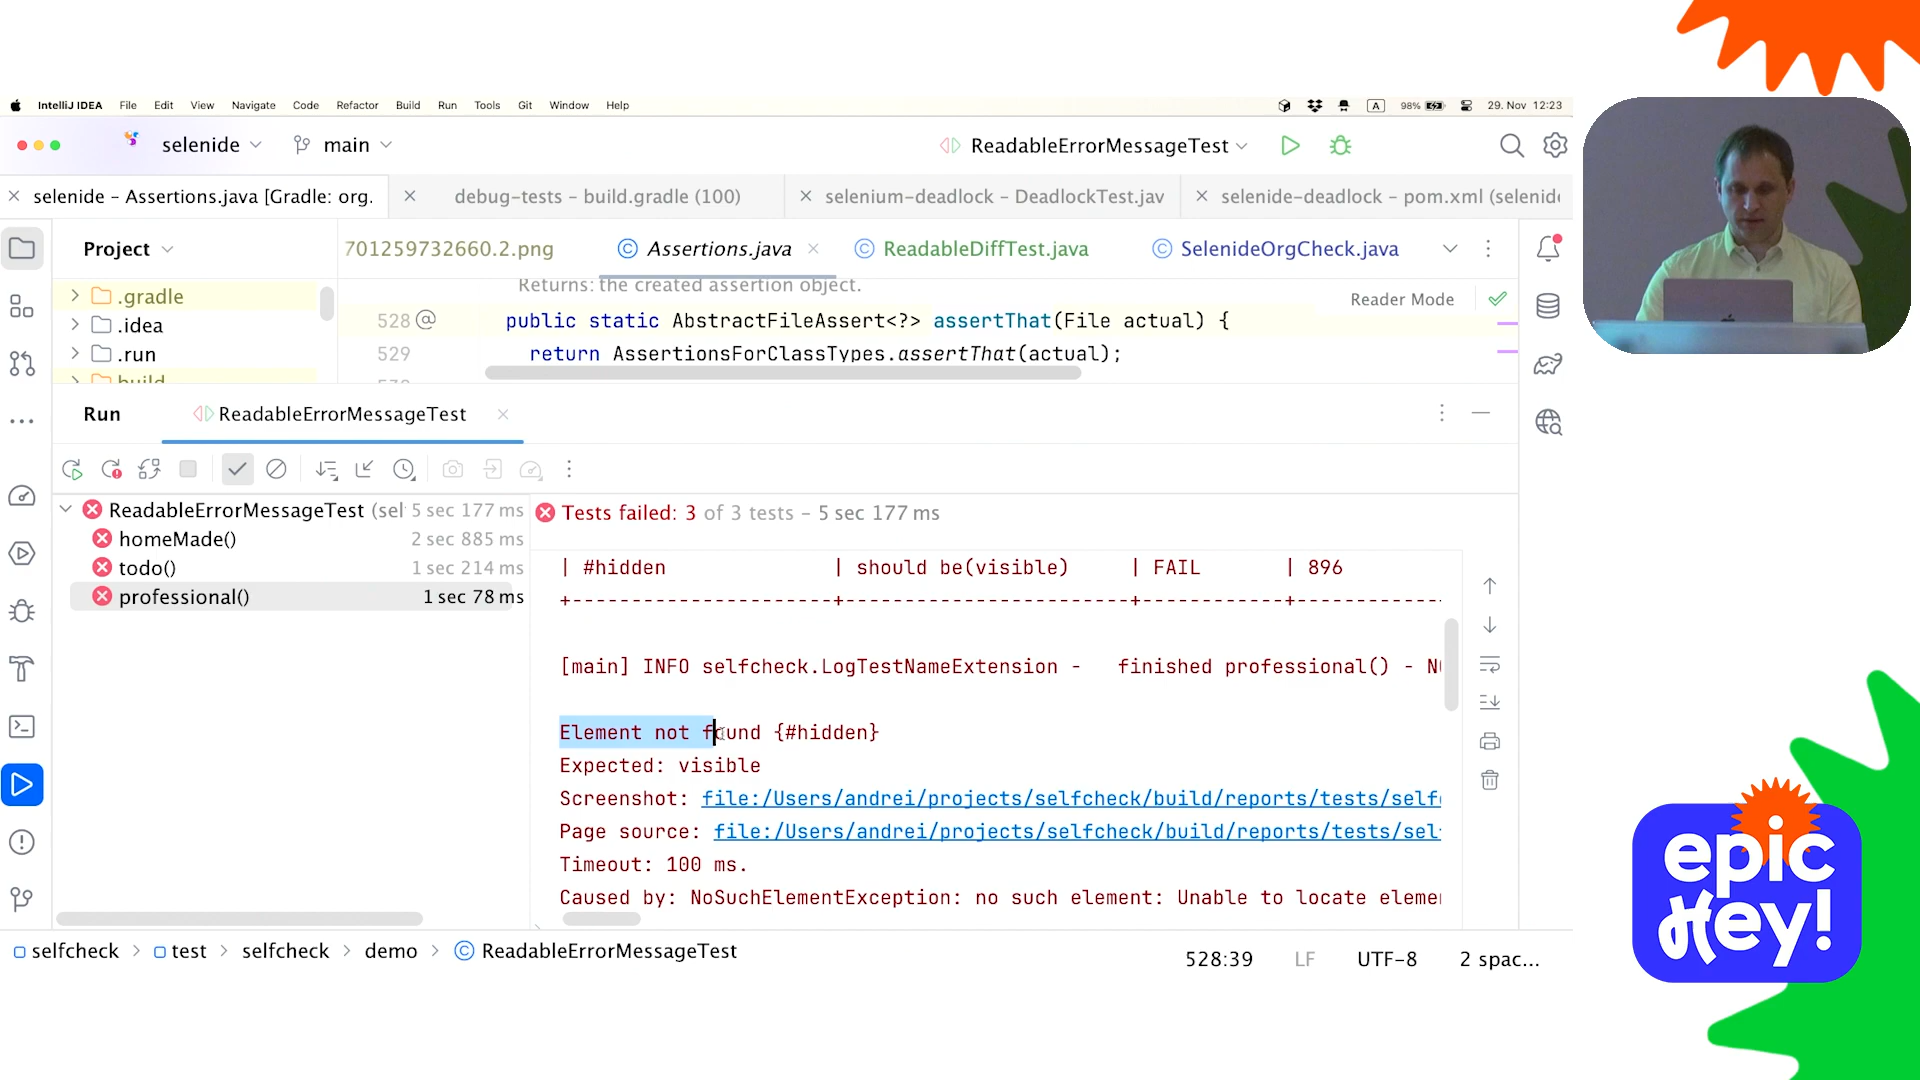 IntelliJ IDEA File Edit View Navigate Code Refactor Build Run Tools Git Window Help A 98% 29. Nov 12:23
selenide main ReadableErrorMessageTest
selenide – Assertions.java [Gradle: org. debug-tests – build.gradle (100) selenium-deadlock – DeadlockTest.jav selenide-deadlock – pom.xml (selenide
Project 701259732660.2.png Assertions.java ReadableDiffTest.java SelenideOrgCheck.java
Returns: the created assertion object.
Reader Mode
.gradle
.idea
.run
build
528 @ public static AbstractFileAssert<?> assertThat(File actual) {
529 return AssertionsForClassTypes.assertThat(actual);
Run ReadableErrorMessageTest
ReadableErrorMessageTest (sel 5 sec 177 ms
homeMade() 2 sec 885 ms
todo() 1 sec 214 ms
professional() 1 sec 78 ms
Tests failed: 3 of 3 tests – 5 sec 177 ms
| #hidden | should be(visible) | FAIL | 896
+----------------------+------------------------+------------+-------------
[main] INFO selfcheck.LogTestNameExtension - finished professional() - N
Element not found {#hidden}
Expected: visible
Screenshot: file:/Users/andrei/projects/selfcheck/build/reports/tests/self
Page source: file:/Users/andrei/projects/selfcheck/build/reports/tests/sel
Timeout: 100 ms.
Caused by: NoSuchElementException: no such element: Unable to locate eleme
selfcheck > test > selfcheck > demo > ReadableErrorMessageTest
528:39 LF UTF-8 2 spac...
epic
Hey!